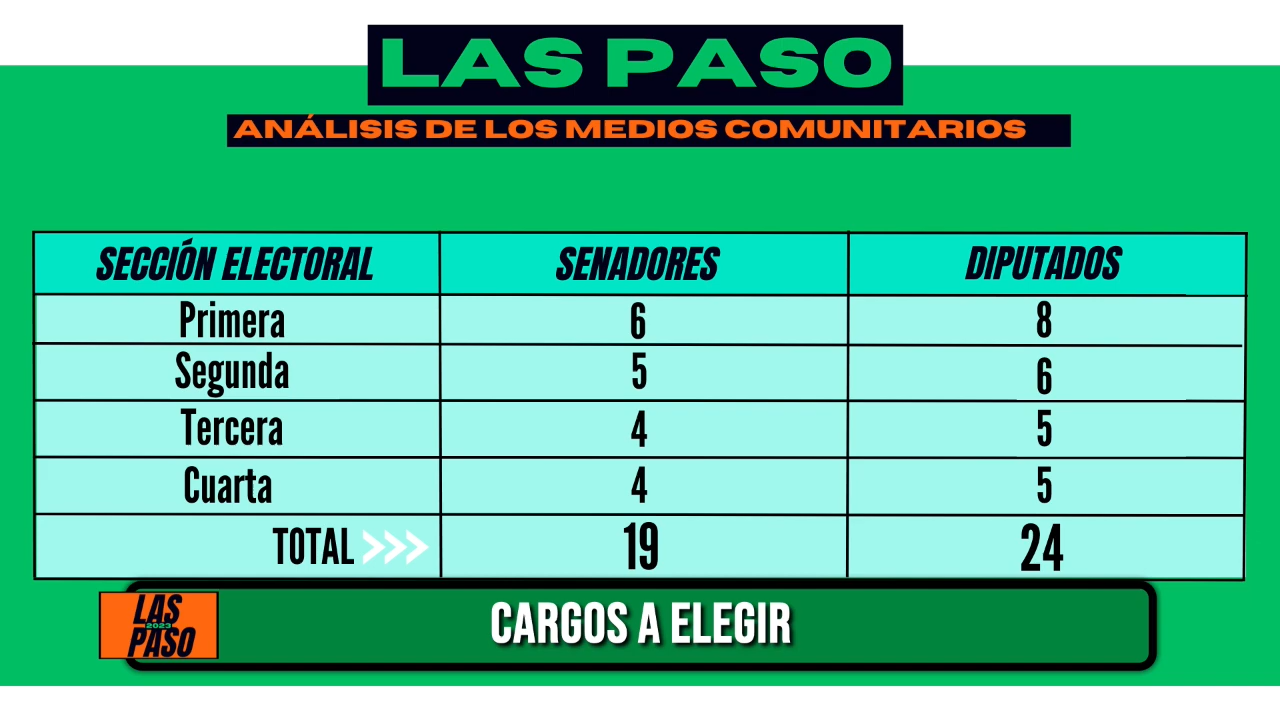 LAS PASO
ANÁLISIS DE LOS MEDIOS COMUNITARIOS
SECCIÓN ELECTORAL SENADORES DIPUTADOS
Primera 6 8
Segunda 5 6
Tercera 4 5
Cuarta 4 5
TOTAL >>> 19 24
CARGOS A ELEGIR
LAS
2023
PASO